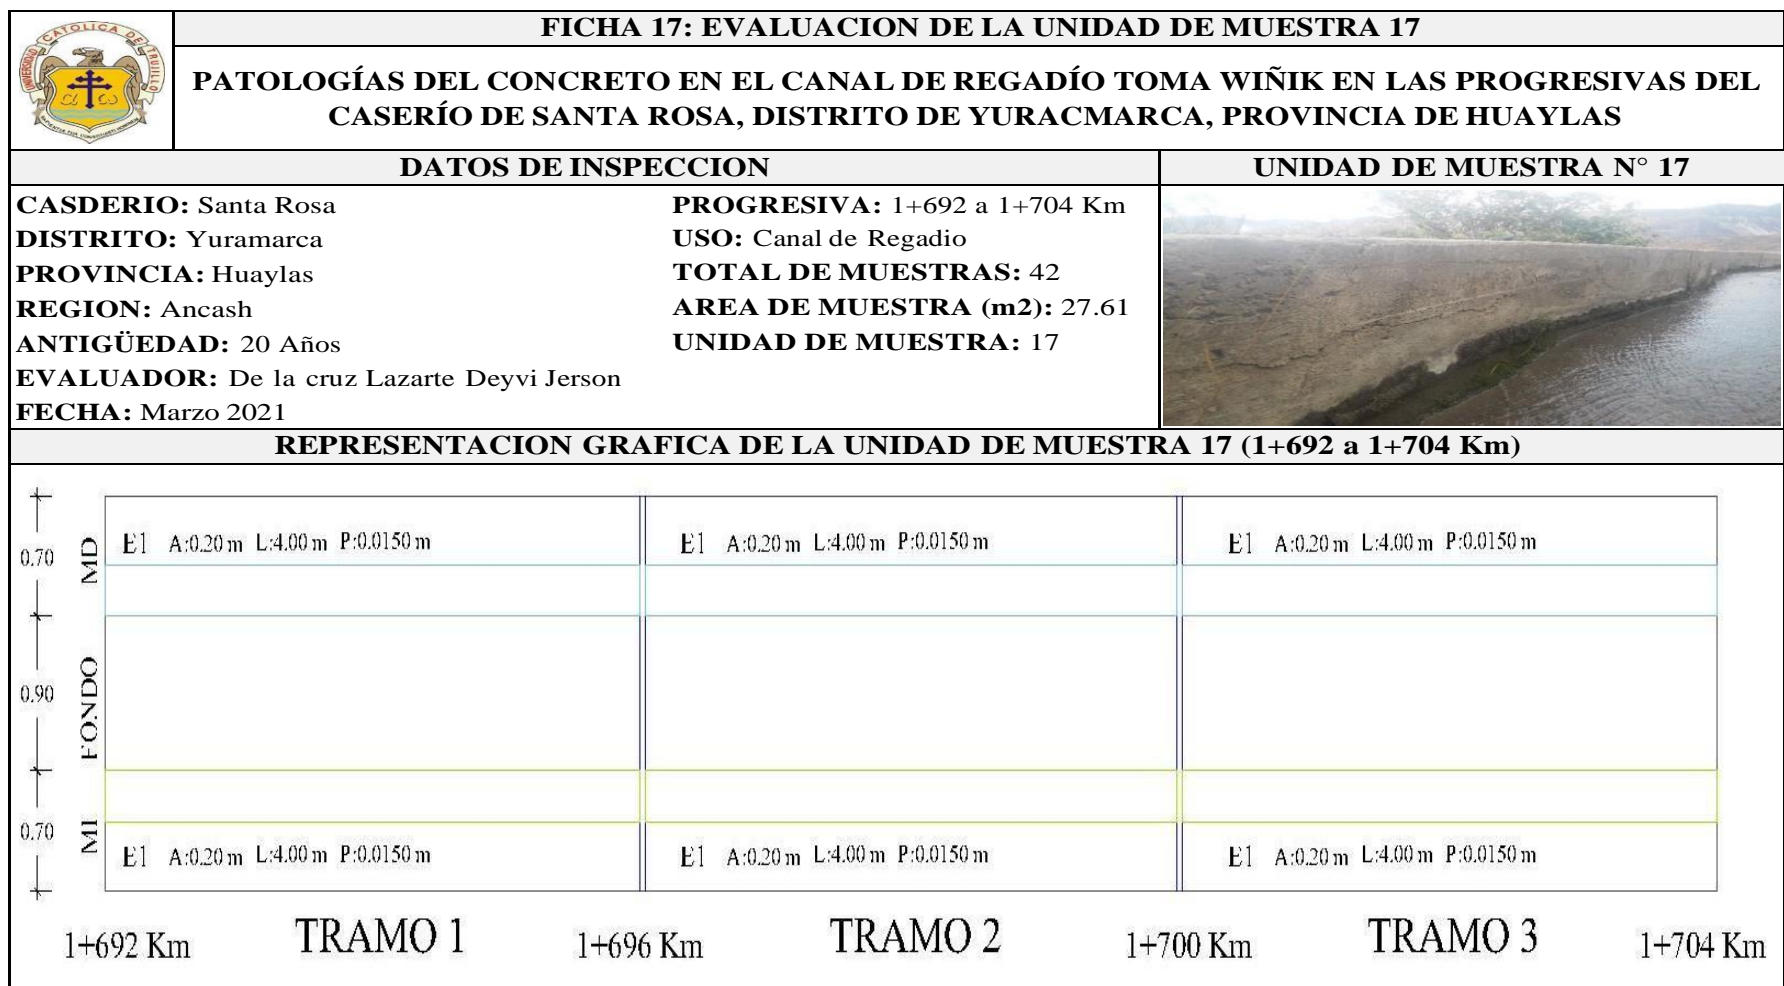 FICHA 17: EVALUACION DE LA UNIDAD DE MUESTRA 17
PATOLOGÍAS DEL CONCRETO EN EL CANAL DE REGADÍO TOMA WIÑIK EN LAS PROGRESIVAS DEL
CASERÍO DE SANTA ROSA, DISTRITO DE YURACMARCA, PROVINCIA DE HUAYLAS
DATOS DE INSPECCION
UNIDAD DE MUESTRA N° 17
CASDERIO: Santa Rosa
DISTRITO: Yuramarca
PROVINCIA: Huaylas
REGION: Ancash
ANTIGÜEDAD: 20 Años
EVALUADOR: De la cruz Lazarte Deyvi Jerson
FECHA: Marzo 2021
PROGRESIVA: 1+692 a 1+704 Km
USO: Canal de Regadio
TOTAL DE MUESTRAS: 42
AREA DE MUESTRA (m2): 27.61
UNIDAD DE MUESTRA: 17
REPRESENTACION GRAFICA DE LA UNIDAD DE MUESTRA 17 (1+692 a 1+704 Km)
0.70 MD E1 A:0.20 m L:4.00 m P:0.0150 m E1 A:0.20 m L:4.00 m P:0.0150 m E1 A:0.20 m L:4.00 m P:0.0150 m
0.90 FONDO
0.70 MI E1 A:0.20 m L:4.00 m P:0.0150 m E1 A:0.20 m L:4.00 m P:0.0150 m E1 A:0.20 m L:4.00 m P:0.0150 m
1+692 Km TRAMO 1 1+696 Km TRAMO 2 1+700 Km TRAMO 3 1+704 Km